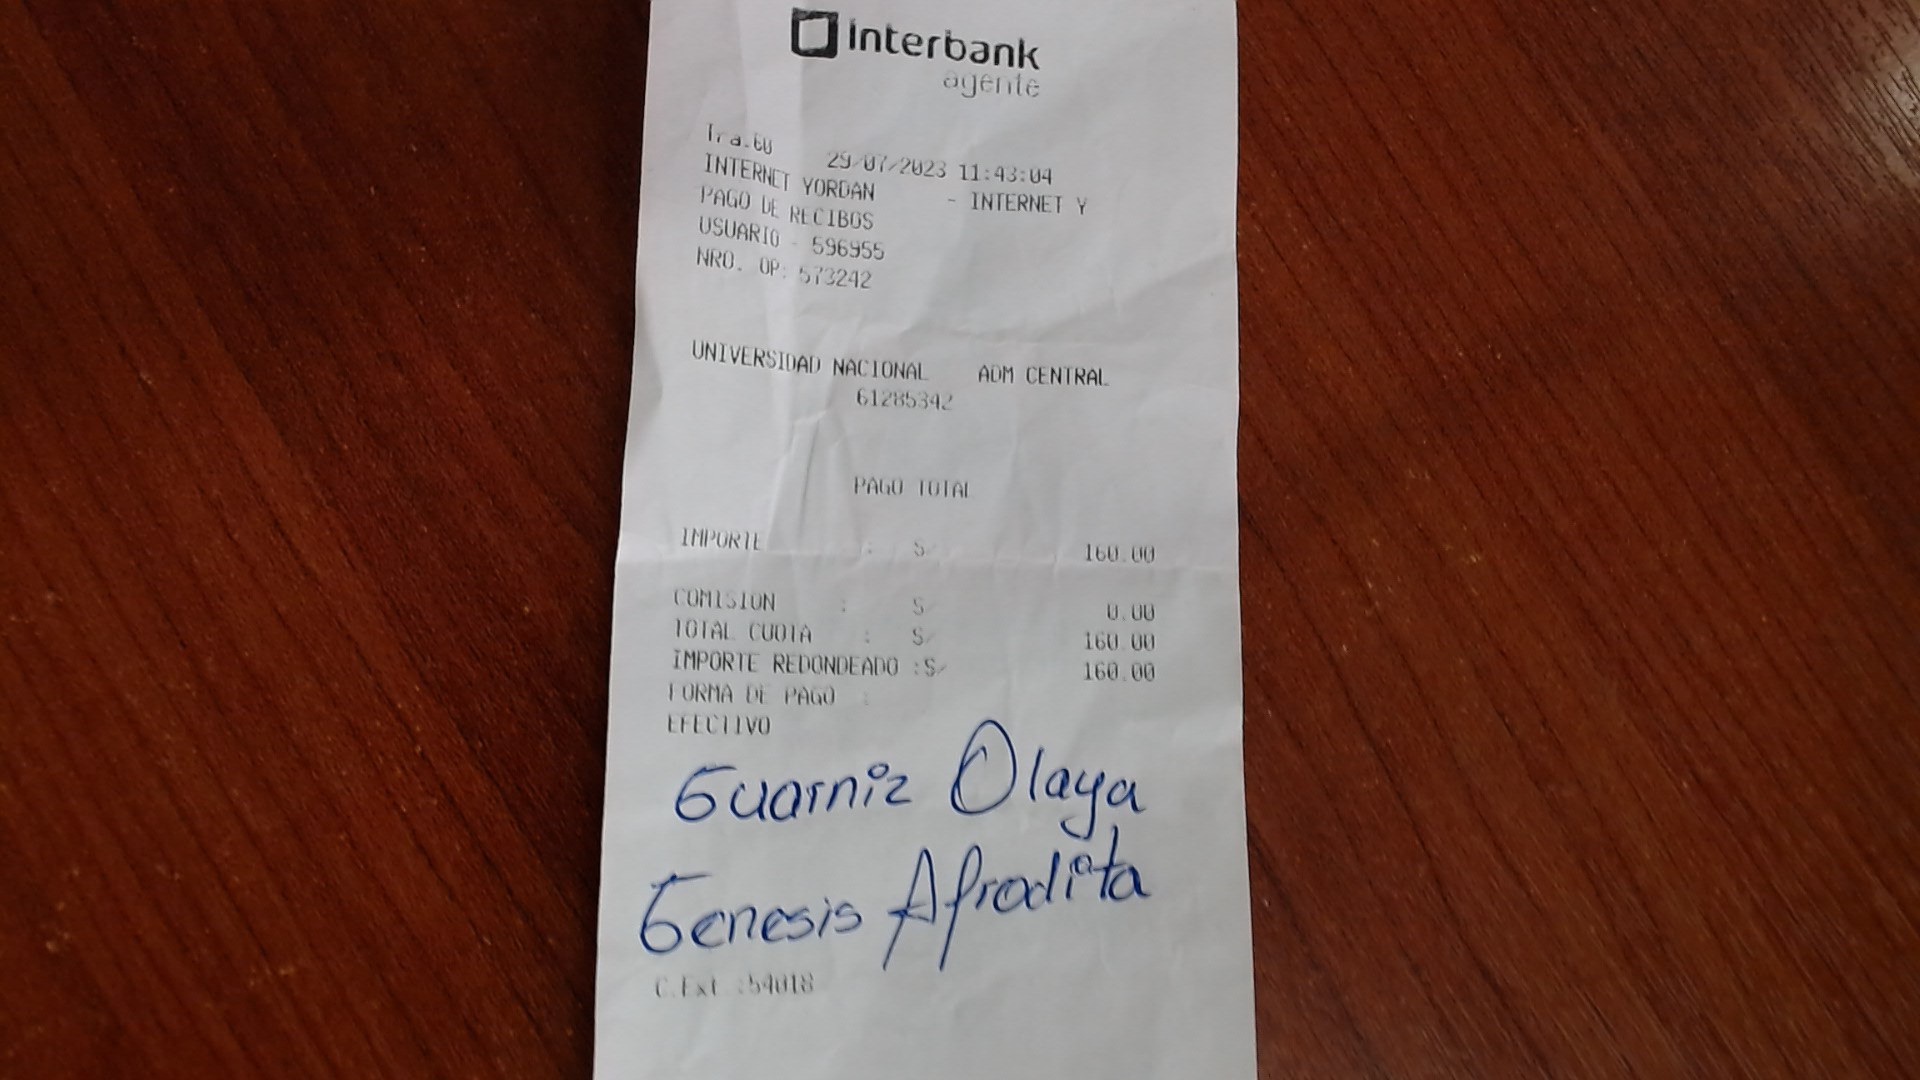 Interbank
agente
29/07/2023 11:43:04
INTERNET YORDAN - INTERNET Y
PAGO DE RECIBOS
USUARIO - 596955
NRO. OP: 573242
UNIVERSIDAD NACIONAL ADM CENTRAL
61285342
PAGO TOTAL
IMPORTE : S/ 160.00
COMISION : S/ 0.00
TOTAL CUOTA : S/ 160.00
IMPORTE REDONDEADO :S/ 160.00
FORMA DE PAGO :
EFECTIVO
Guarniz Olaya
Genesis Afrodita
C.Ext :54018